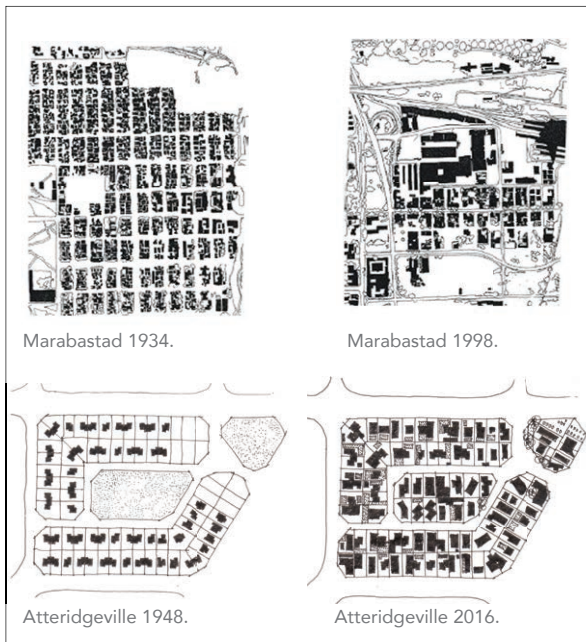 Marabastad 1934.
Marabastad 1998.
Atteridgeville 1948.
Atteridgeville 2016.